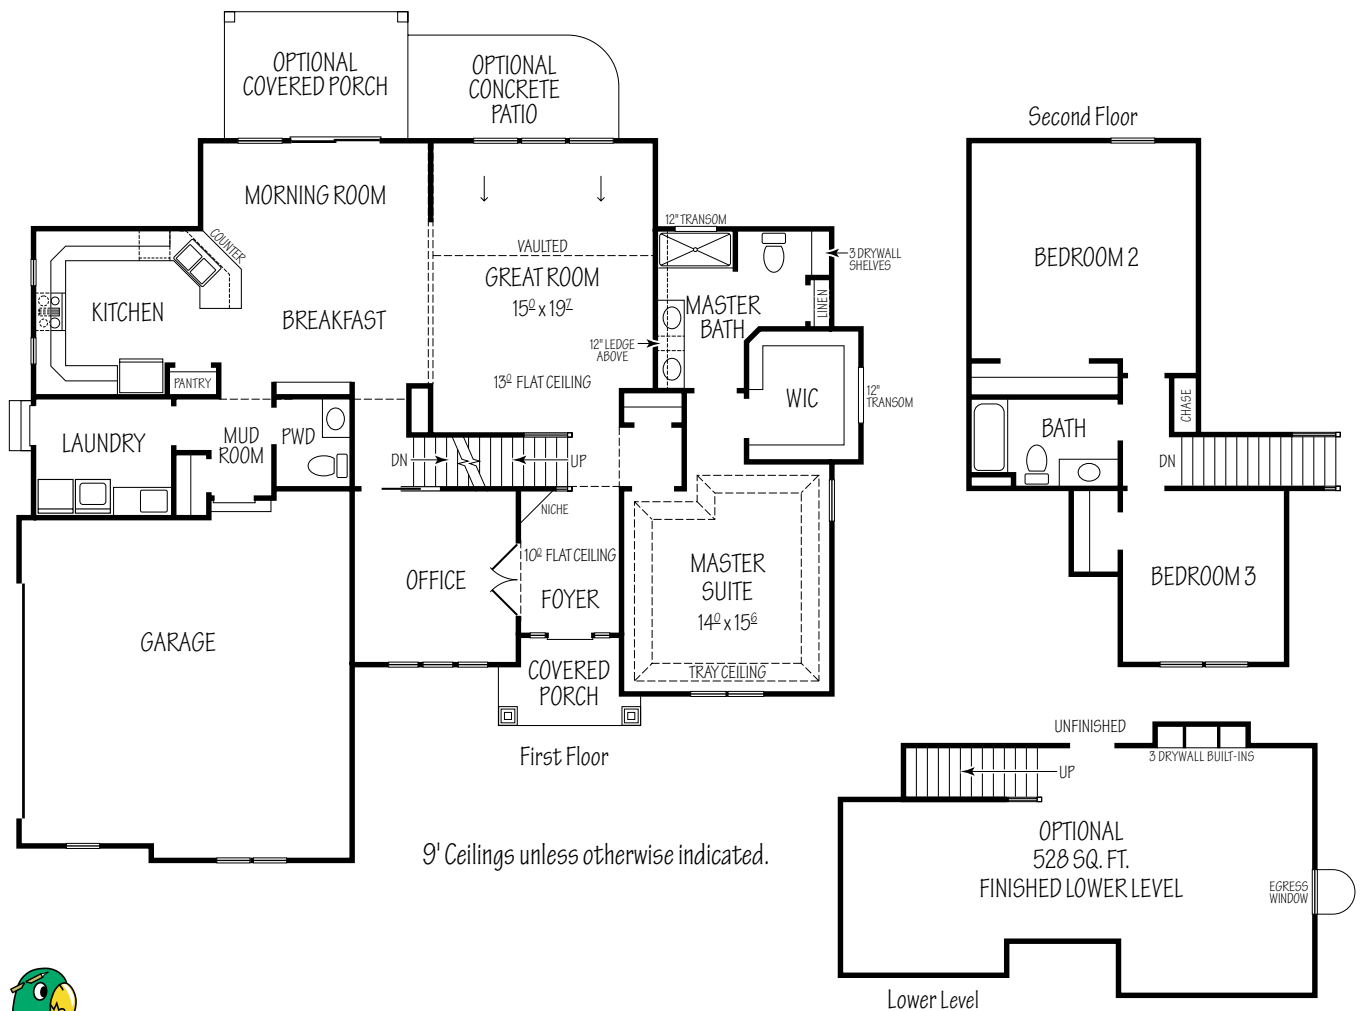 OPTIONAL
COVERED PORCH
OPTIONAL
CONCRETE
PATIO
MORNING ROOM
COUNTER
KITCHEN
BREAKFAST
PANTRY
VAULTED
GREAT ROOM
15⁰ x 19⁷
13⁰ FLAT CEILING
12" TRANSOM
3 DRYWALL
SHELVES
LINEN
MASTER
BATH
12" LEDGE
ABOVE
WIC
12"
TRANSOM
LAUNDRY
MUD
ROOM
PWD
DN
UP
NICHE
10⁰ FLAT CEILING
OFFICE
FOYER
MASTER
SUITE
14⁰ x 15⁶
TRAY CEILING
GARAGE
COVERED
PORCH
First Floor
9' Ceilings unless otherwise indicated.
Second Floor
BEDROOM 2
CHASE
BATH
DN
BEDROOM 3
UNFINISHED
3 DRYWALL BUILT-INS
UP
OPTIONAL
528 SQ. FT.
FINISHED LOWER LEVEL
EGRESS
WINDOW
Lower Level